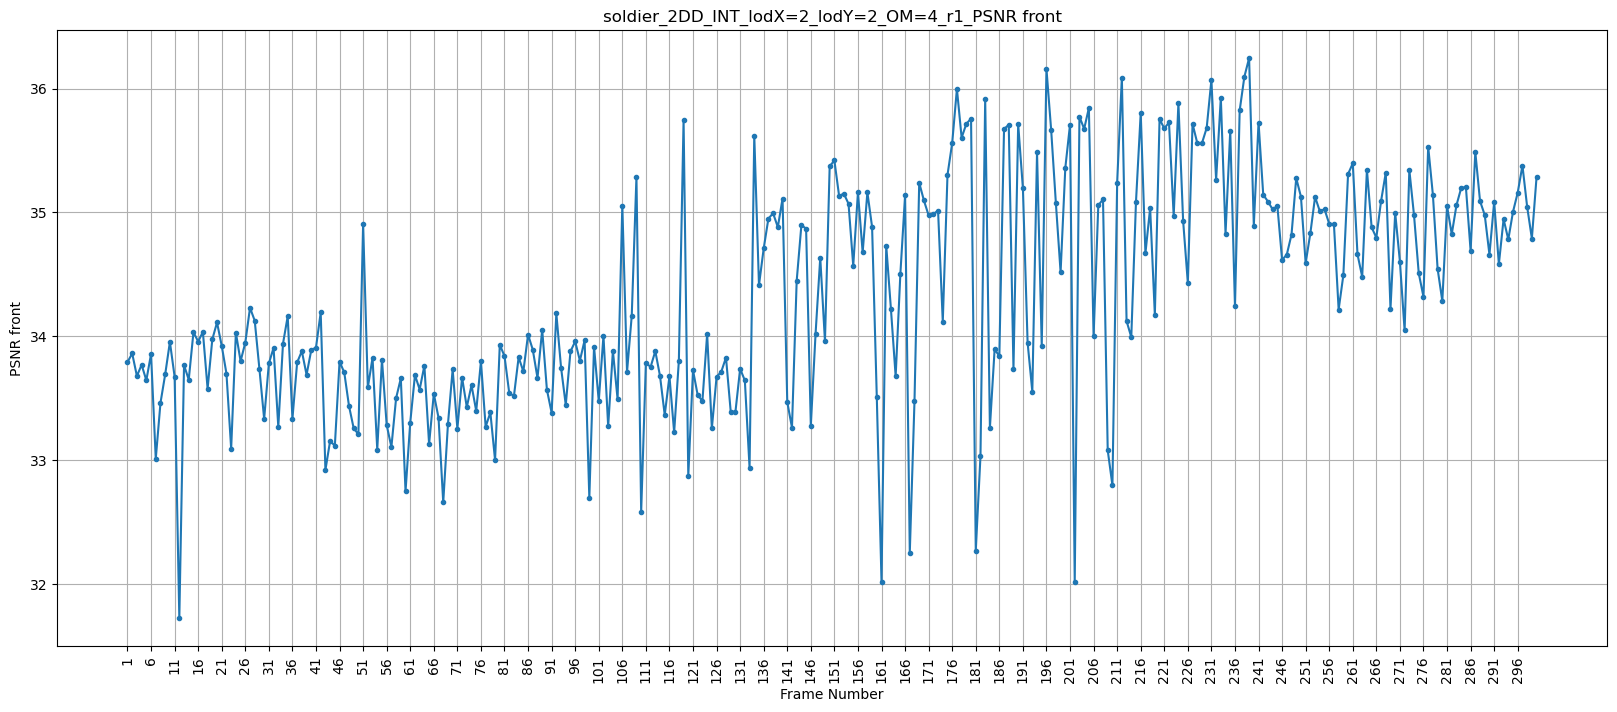 soldier_2DD_INT_lodX=2_lodY=2_OM=4_r1_PSNR front
PSNR front
36
35
34
33
32
1 6 11 16 21 26 31 36 41 46 51 56 61 66 71 76 81 86 91 96 101 106 111 116 121 126 131 136 141 146 151 156 161 166 171 176 181 186 191 196 201 206 211 216 221 226 231 236 241 246 251 256 261 266 271 276 281 286 291 296
Frame Number